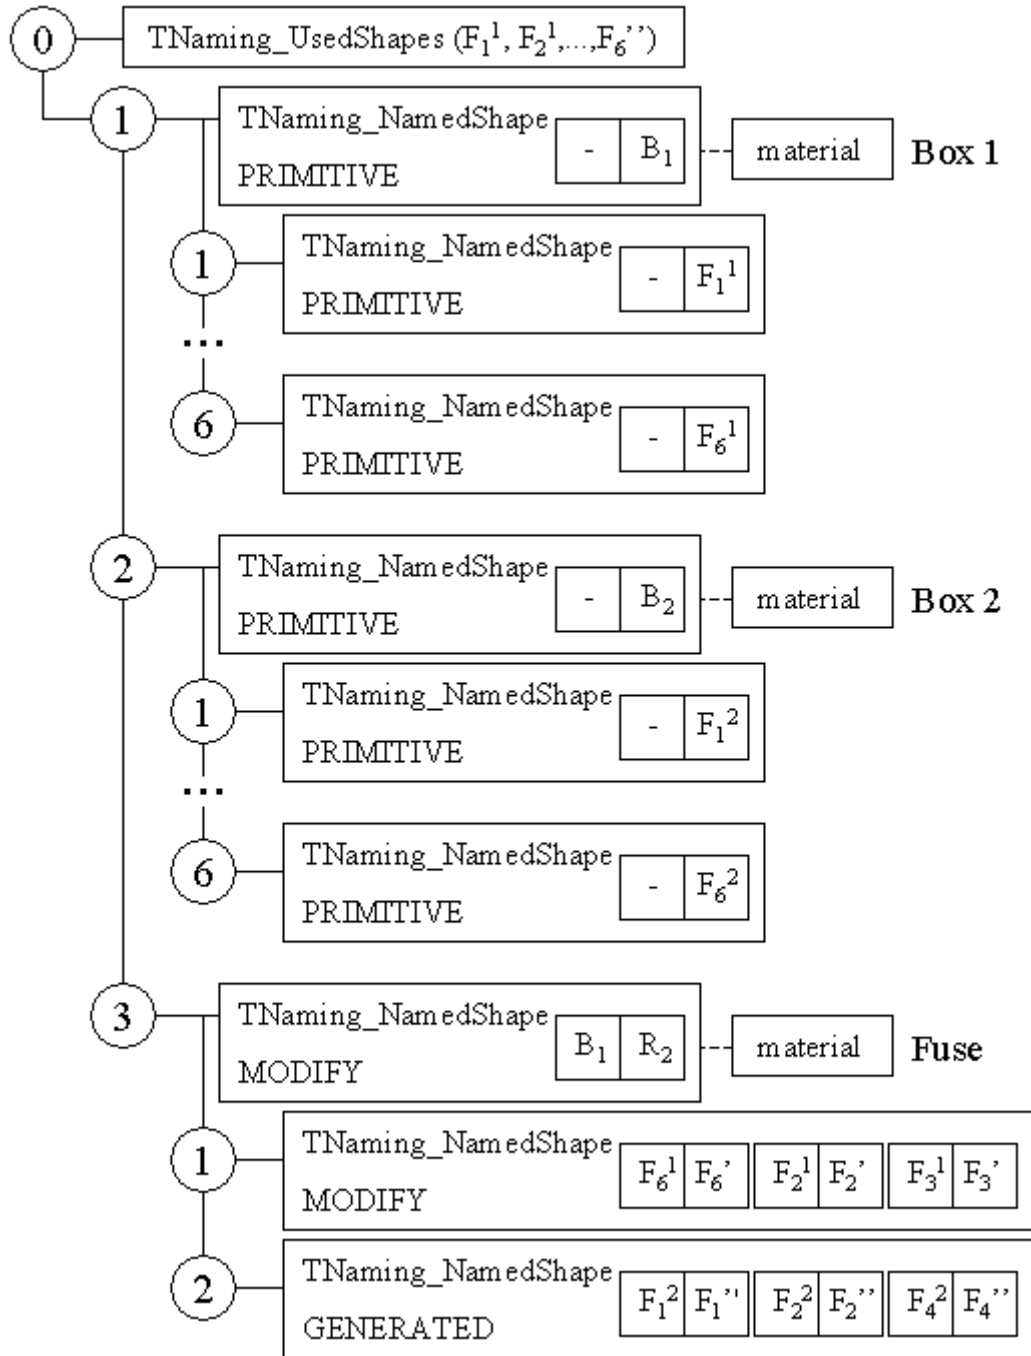 0 TNaming_UsedShapes (F₁¹, F₂¹,...,F₆’’)
1 TNaming_NamedShape - B₁ material Box 1
PRIMITIVE
1 TNaming_NamedShape - F₁¹
PRIMITIVE
...
6 TNaming_NamedShape - F₆¹
PRIMITIVE
2 TNaming_NamedShape - B₂ material Box 2
PRIMITIVE
1 TNaming_NamedShape - F₁²
PRIMITIVE
...
6 TNaming_NamedShape - F₆²
PRIMITIVE
3 TNaming_NamedShape B₁ R₂ material Fuse
MODIFY
1 TNaming_NamedShape F₆¹ F₆’ F₂¹ F₂’ F₃¹ F₃’
MODIFY
2 TNaming_NamedShape F₁² F₁’’ F₂² F₂’’ F₄² F₄’’
GENERATED